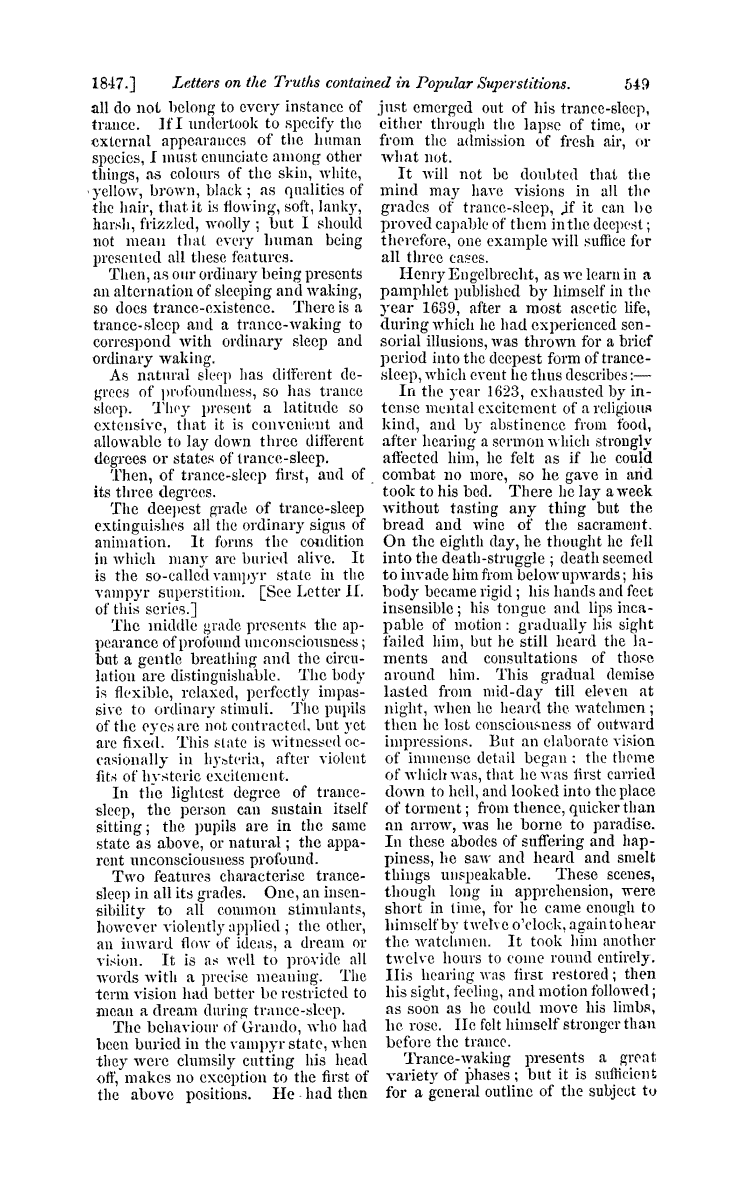 1847.] Letters on the Truths contained in Popular Superstitions. 549
all do not belong to every instance of
trance. If I undertook to specify the
external appearances of the human
species, I must enunciate among other
things, as colours of the skin, white,
yellow, brown, black; as qualities of
the hair, that it is flowing, soft, lanky,
harsh, frizzled, woolly; but I should
not mean that every human being
presented all these features.
Then, as our ordinary being presents
an alternation of sleeping and waking,
so does trance-existence. There is a
trance-sleep and a trance-waking to
correspond with ordinary sleep and
ordinary waking.
As natural sleep has different de-
grees of profoundness, so has trance
sleep. They present a latitude so
extensive, that it is convenient and
allowable to lay down three different
degrees or states of trance-sleep.
Then, of trance-sleep first, and of
its three degrees.
The deepest grade of trance-sleep
extinguishes all the ordinary signs of
animation. It forms the condition
in which many are buried alive. It
is the so-called vampyr state in the
vampyr superstition. [See Letter II.
of this series.]
The middle grade presents the ap-
pearance of profound unconsciousness;
but a gentle breathing and the circu-
lation are distinguishable. The body
is flexible, relaxed, perfectly impas-
sive to ordinary stimuli. The pupils
of the eyes are not contracted, but yet
are fixed. This state is witnessed oc-
casionally in hysteria, after violent
fits of hysteric excitement.
In the lightest degree of trance-
sleep, the person can sustain itself
sitting; the pupils are in the same
state as above, or natural; the appa-
rent unconsciousness profound.
Two features characterise trance-
sleep in all its grades. One, an insen-
sibility to all common stimulants,
however violently applied; the other,
an inward flow of ideas, a dream or
vision. It is as well to provide all
words with a precise meaning. The
term vision had better be restricted to
mean a dream during trance-sleep.
The behaviour of Grando, who had
been buried in the vampyr state, when
they were clumsily cutting his head
off, makes no exception to the first of
the above positions. He had then
just emerged out of his trance-sleep,
either through the lapse of time, or
from the admission of fresh air, or
what not.
It will not be doubted that the
mind may have visions in all the
grades of trance-sleep, if it can be
proved capable of them in the deepest;
therefore, one example will suffice for
all three cases.
Henry Engelbrecht, as we learn in a
pamphlet published by himself in the
year 1639, after a most ascetic life,
during which he had experienced sen-
sorial illusions, was thrown for a brief
period into the deepest form of trance-
sleep, which event he thus describes:—
In the year 1623, exhausted by in-
tense mental excitement of a religious
kind, and by abstinence from food,
after hearing a sermon which strongly
affected him, he felt as if he could
combat no more, so he gave in and
took to his bed. There he lay a week
without tasting any thing but the
bread and wine of the sacrament.
On the eighth day, he thought he fell
into the death-struggle; death seemed
to invade him from below upwards; his
body became rigid; his hands and feet
insensible; his tongue and lips inca-
pable of motion: gradually his sight
failed him, but he still heard the la-
ments and consultations of those
around him. This gradual demise
lasted from mid-day till eleven at
night, when he heard the watchmen;
then he lost consciousness of outward
impressions. But an elaborate vision
of immense detail began; the theme
of which was, that he was first carried
down to hell, and looked into the place
of torment; from thence, quicker than
an arrow, was he borne to paradise.
In these abodes of suffering and hap-
piness, he saw and heard and smelt
things unspeakable. These scenes,
though long in apprehension, were
short in time, for he came enough to
himself by twelve o'clock, again to hear
the watchmen. It took him another
twelve hours to come round entirely.
His hearing was first restored; then
his sight, feeling, and motion followed;
as soon as he could move his limbs,
he rose. He felt himself stronger than
before the trance.
Trance-waking presents a great
variety of phases; but it is sufficient
for a general outline of the subject to